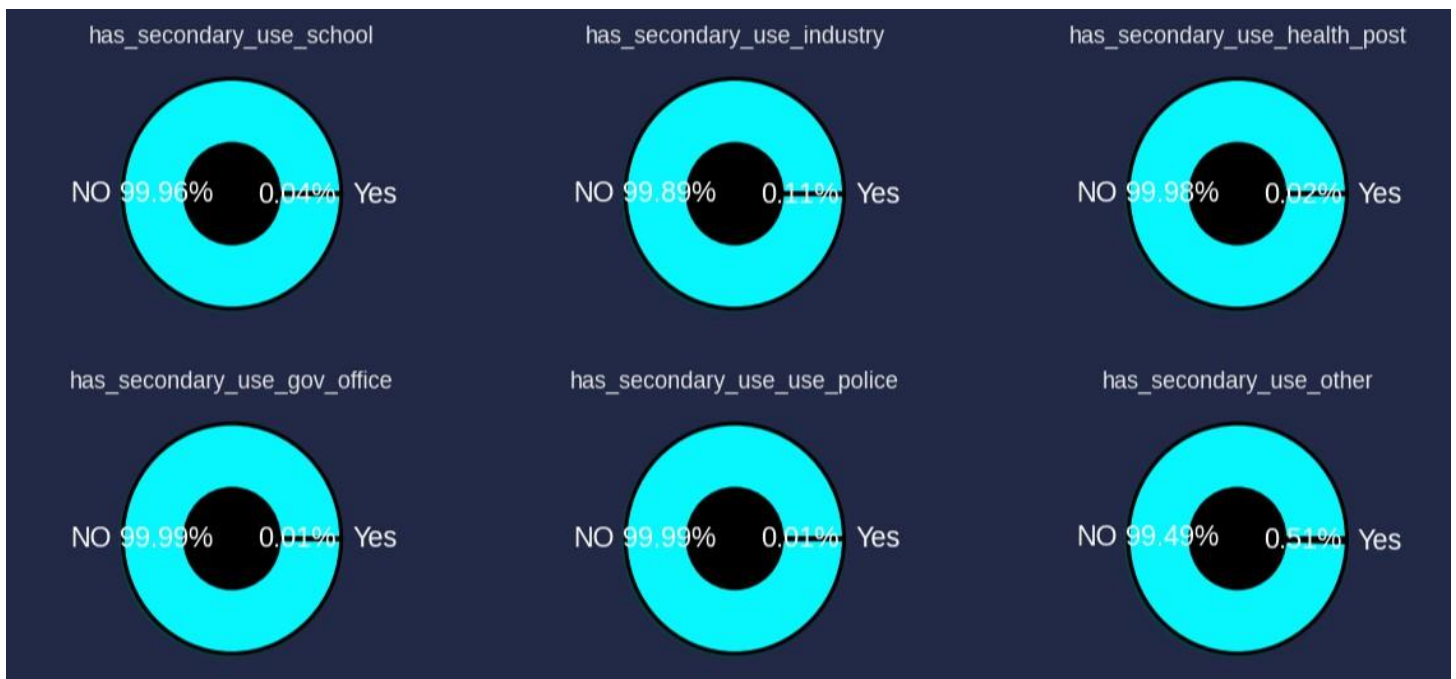 has_secondary_use_school
has_secondary_use_industry
has_secondary_use_health_post
NO 99.96% 0.04% Yes
NO 99.89% 0.11% Yes
NO 99.98% 0.02% Yes
has_secondary_use_gov_office
has_secondary_use_use_police
has_secondary_use_other
NO 99.99% 0.01% Yes
NO 99.99% 0.01% Yes
NO 99.49% 0.51% Yes